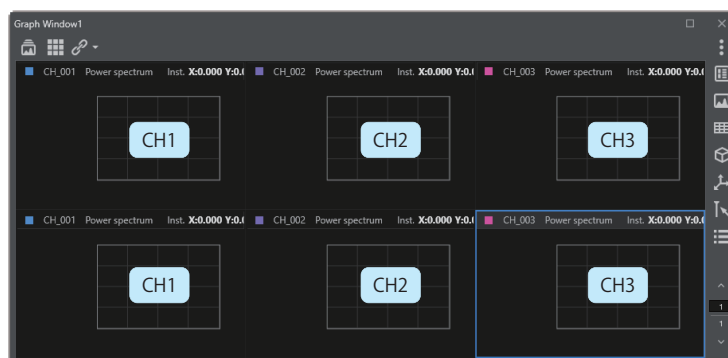 Graph Window1
CH_001 Power spectrum Inst. X:0.000 Y:0.
CH_002 Power spectrum Inst. X:0.000 Y:0.
CH_003 Power spectrum Inst. X:0.000 Y:0.
CH1
CH2
CH3
CH_001 Power spectrum Inst. X:0.000 Y:0.
CH_002 Power spectrum Inst. X:0.000 Y:0.
CH_003 Power spectrum Inst. X:0.000 Y:0.
CH1
CH2
CH3
1
1